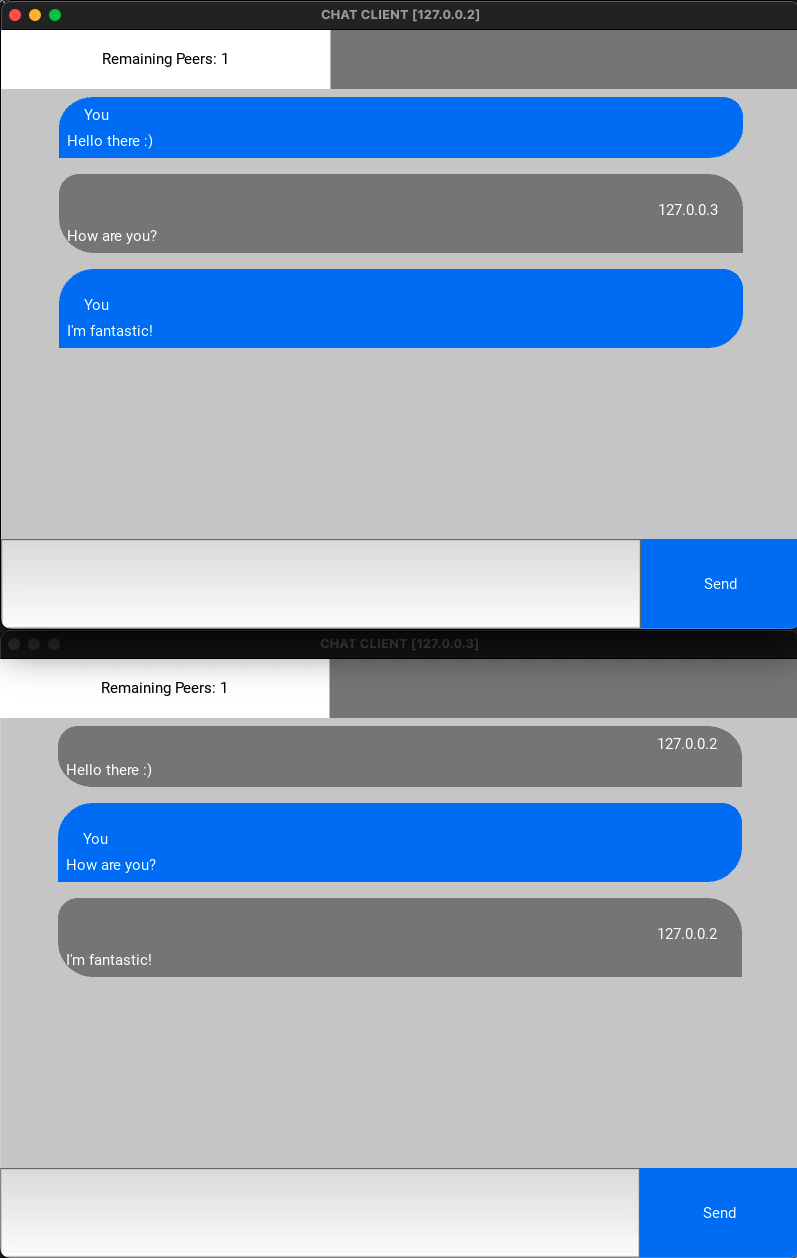 CHAT CLIENT [127.0.0.2]
Remaining Peers: 1
You
Hello there :)
127.0.0.3
How are you?
You
I'm fantastic!
Send
CHAT CLIENT [127.0.0.3]
Remaining Peers: 1
127.0.0.2
Hello there :)
You
How are you?
127.0.0.2
I'm fantastic!
Send